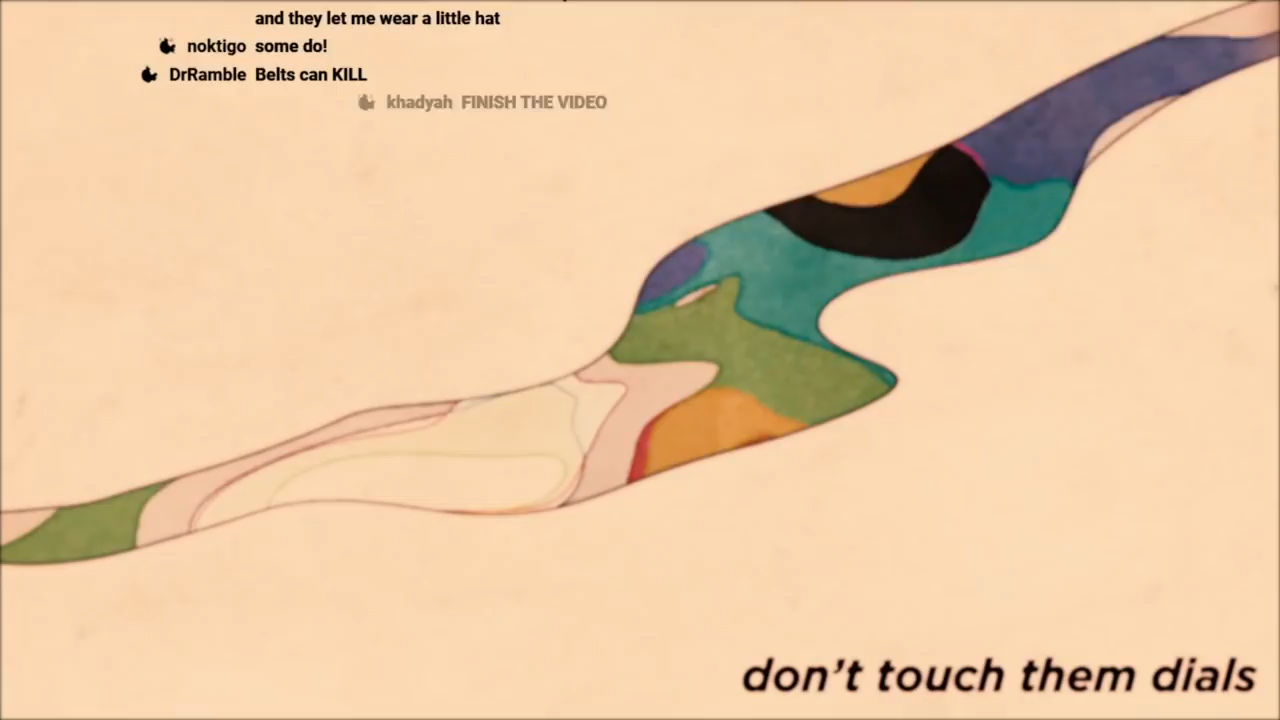 and they let me wear a little hat
noktigo some do!
DrRamble Belts can KILL
khadyah FINISH THE VIDEO
don't touch them dials